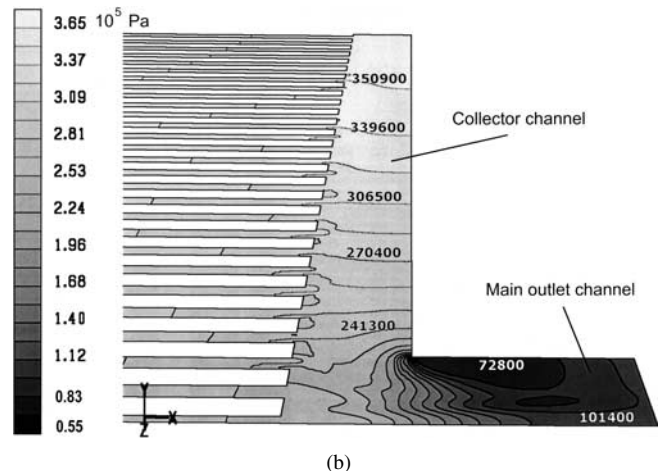 3.65 10⁵ Pa
3.37
3.09
2.81
2.53
2.24
1.96
1.68
1.40
1.12
0.83
0.55
350900
339600
306500
270400
241300
72800
101400
Collector channel
Main outlet channel
Y
X
Z
(b)